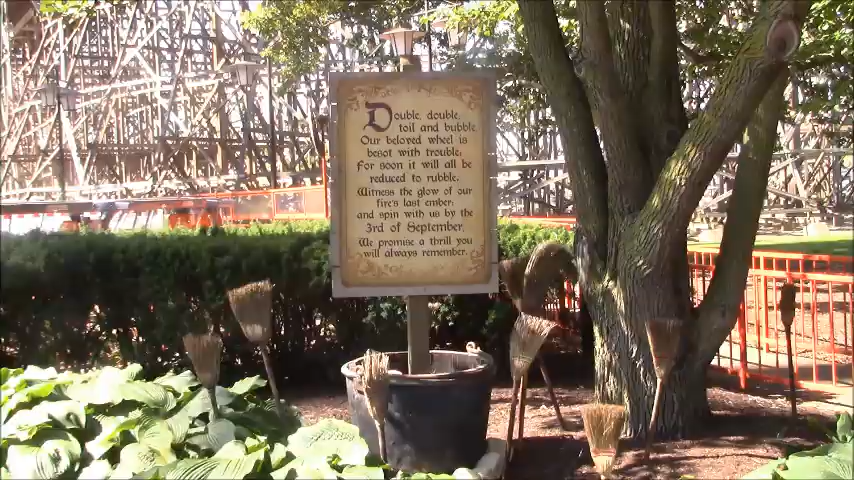 Double, double,
toil and bubble
Our beloved wheel is
besot with trouble,
For soon it will all be
reduced to rubble.
Witness the glow of our
fire's last ember;
and spin with us by the
3rd of September.
We promise a thrill you
will always remember.